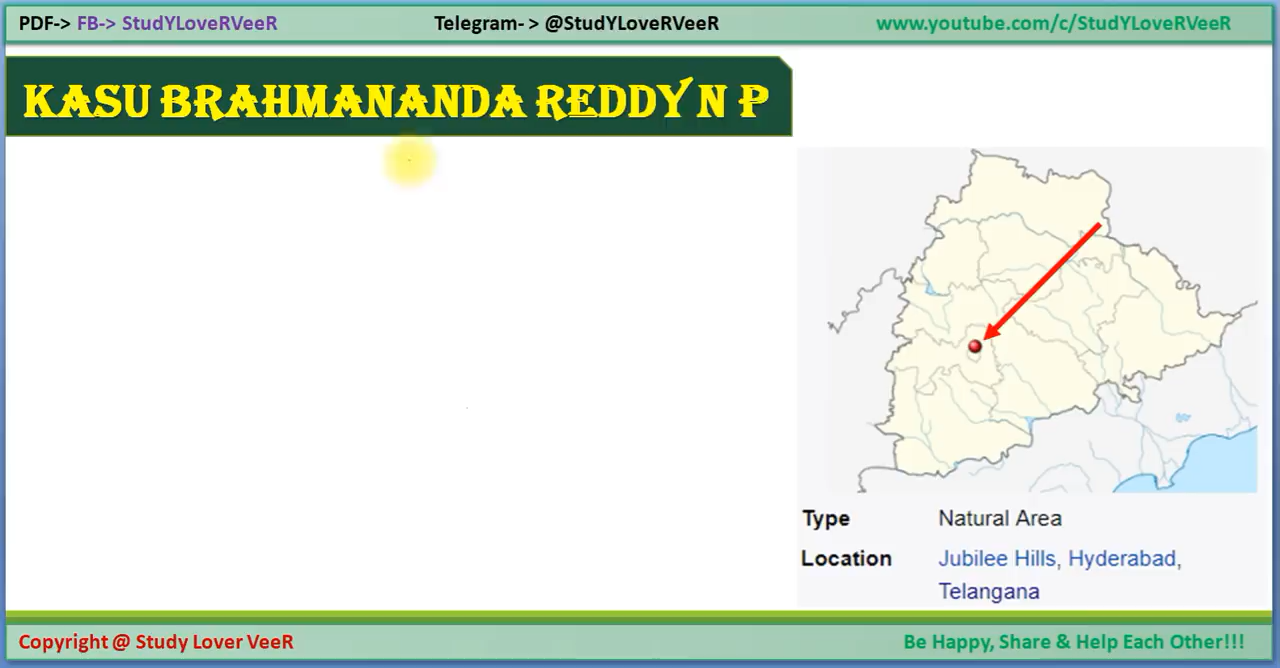 PDF-> FB-> StudYLoveRVeeR Telegram- > @StudYLoveRVeeR www.youtube.com/c/StudYLoveRVeeR
KASU BRAHMANANDA REDDY N P
Type Natural Area
Location Jubilee Hills, Hyderabad,
Telangana
Copyright @ Study Lover VeeR Be Happy, Share & Help Each Other!!!